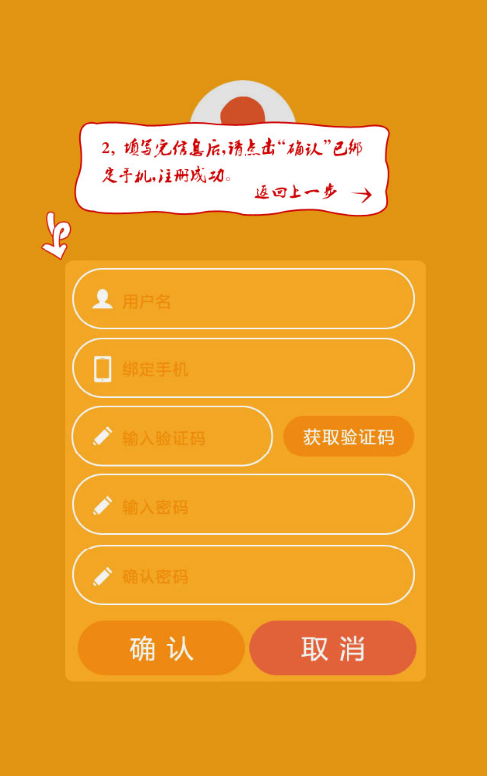 2, 填写完信息后,请点击“确认”已绑
定手机,注册成功。
返回上一步
用户名
绑定手机
输入验证码
获取验证码
输入密码
确认密码
确 认
取 消